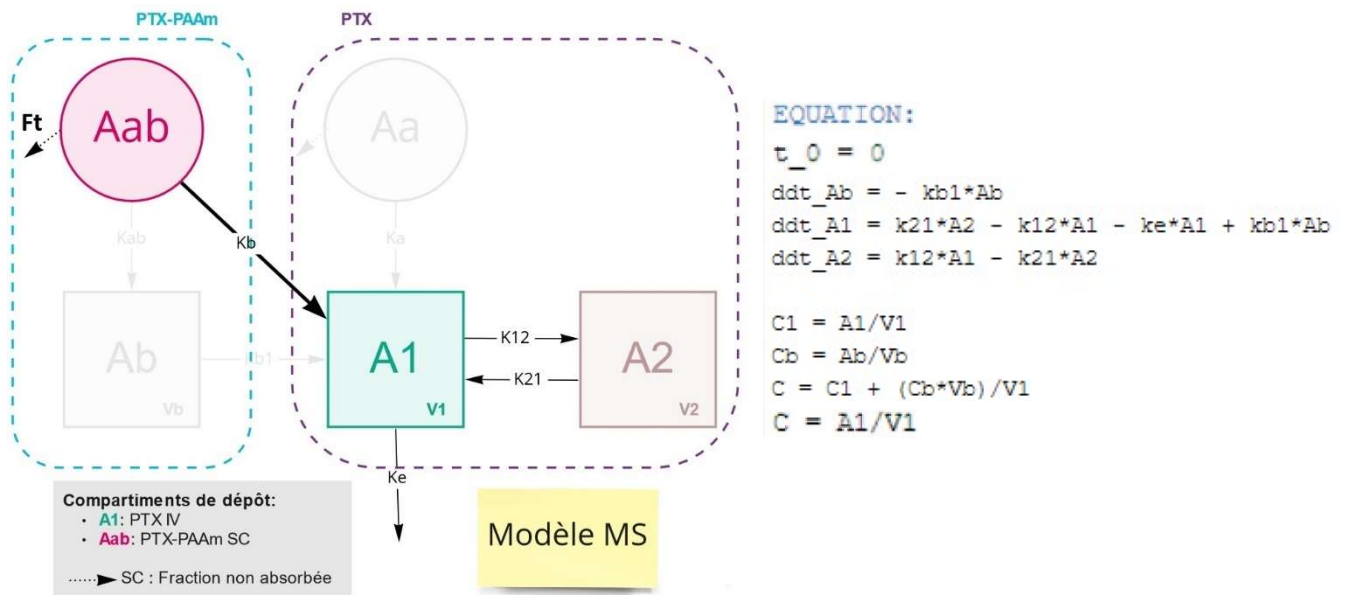 PTX-PAAm
PTX
Ft
Aab
Aa
Kab
Kb
Ka
Ab
Vb
Kb1
A1
V1
K12
K21
A2
V2
Ke
Compartiments de dépôt:
• A1: PTX IV
• Aab: PTX-PAAm SC
SC : Fraction non absorbée
Modèle MS
EQUATION:
t_0 = 0
ddt_Ab = - kb1*Ab
ddt_A1 = k21*A2 - k12*A1 - ke*A1 + kb1*Ab
ddt_A2 = k12*A1 - k21*A2
C1 = A1/V1
Cb = Ab/Vb
C = C1 + (Cb*Vb)/V1
C = A1/V1